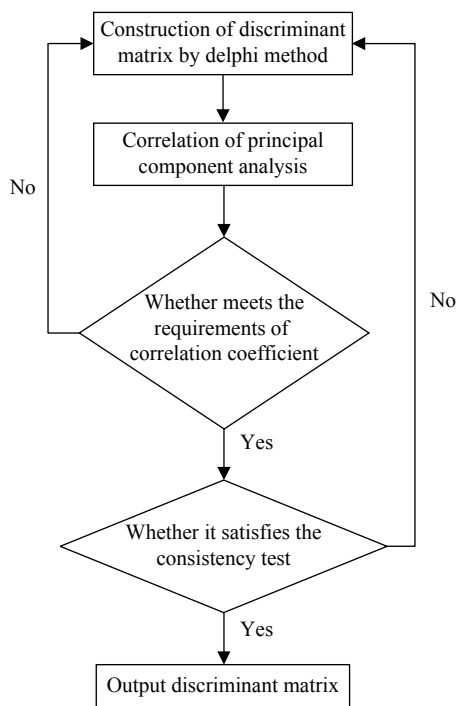 Construction of discriminant
matrix by delphi method
Correlation of principal
component analysis
No
Whether meets the
requirements of
correlation coefficient
No
Yes
Whether it satisfies the
consistency test
Yes
Output discriminant matrix